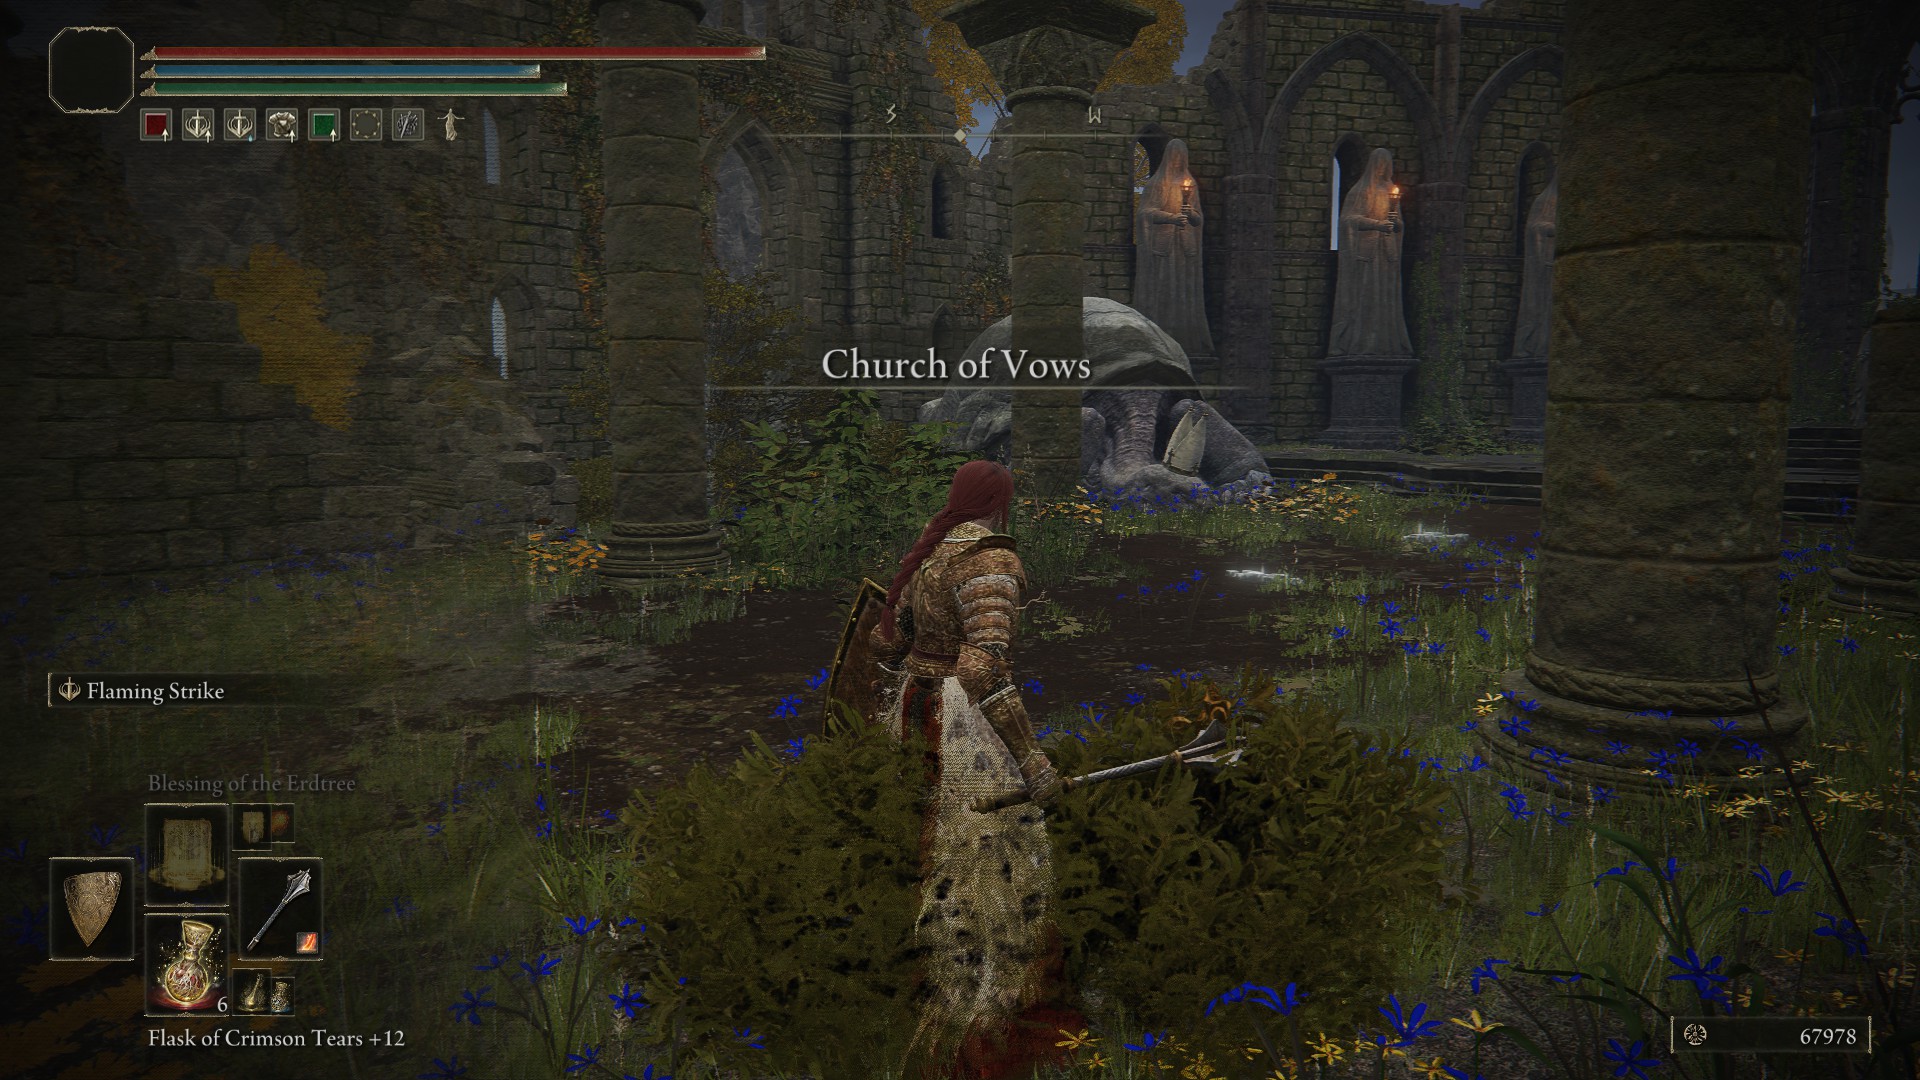 S
W
Church of Vows
Flaming Strike
Blessing of the Erdtree
6
Flask of Crimson Tears +12
67978